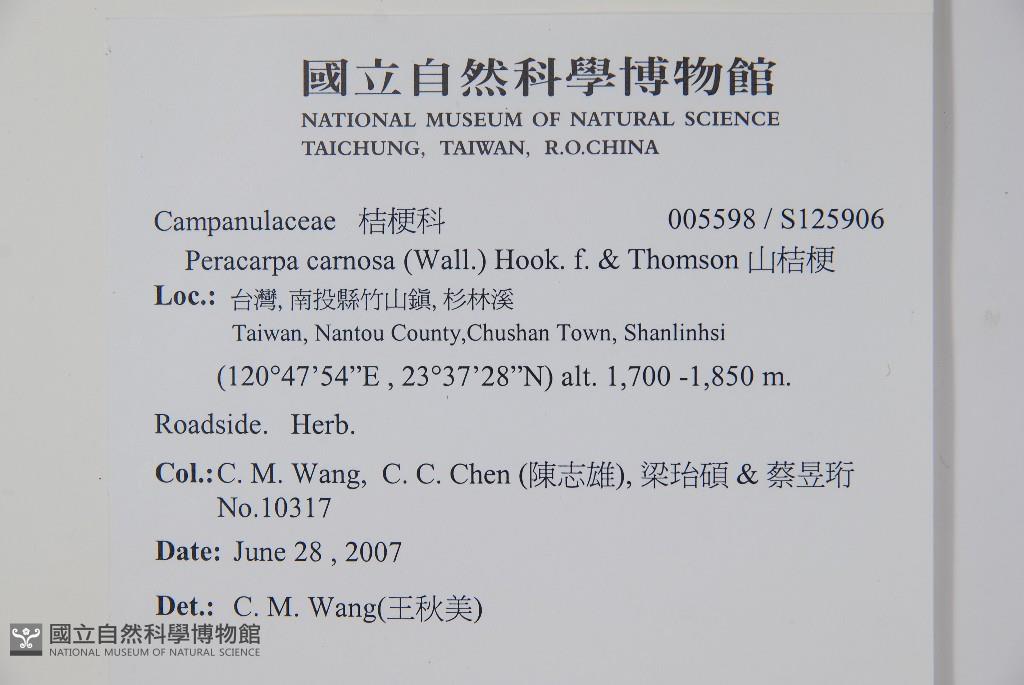 國立自然科學博物館
NATIONAL MUSEUM OF NATURAL SCIENCE
TAICHUNG, TAIWAN, R.O.CHINA
Campanulaceae 桔梗科 005598 / S125906
Peracarpa carnosa (Wall.) Hook. f. & Thomson 山桔梗
Loc.: 台灣, 南投縣竹山鎮, 杉林溪
Taiwan, Nantou County,Chushan Town, Shanlinhsi
(120°47’54”E , 23°37’28”N) alt. 1,700 -1,850 m.
Roadside. Herb.
Col.: C. M. Wang, C. C. Chen (陳志雄), 梁珆碩 & 蔡昱珩
No.10317
Date: June 28 , 2007
Det.: C. M. Wang(王秋美)
國立自然科學博物館
NATIONAL MUSEUM OF NATURAL SCIENCE